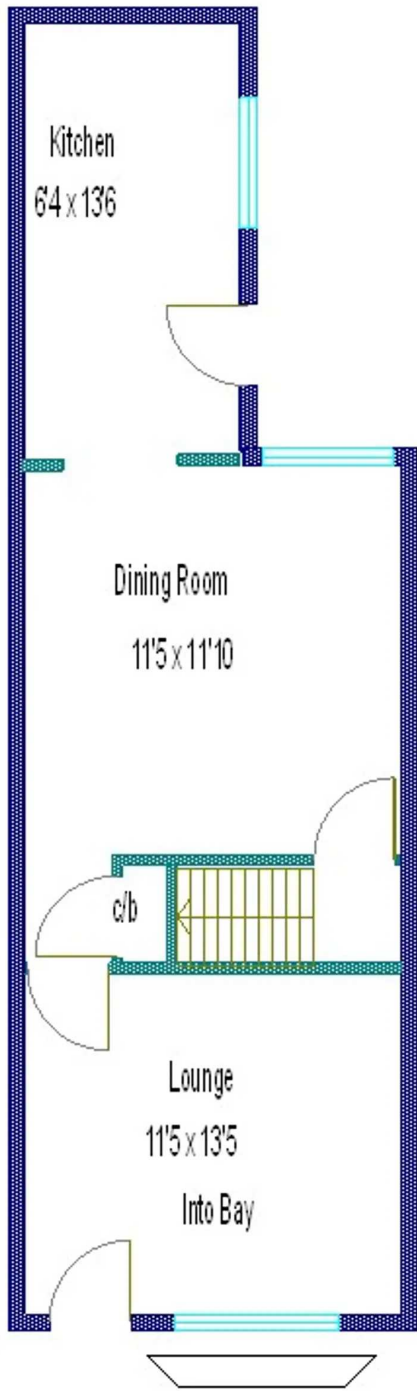 Kitchen
6'4 x 13'6
Dining Room
11'5 x 11'10
c/b
Lounge
11'5 x 13'5
Into Bay